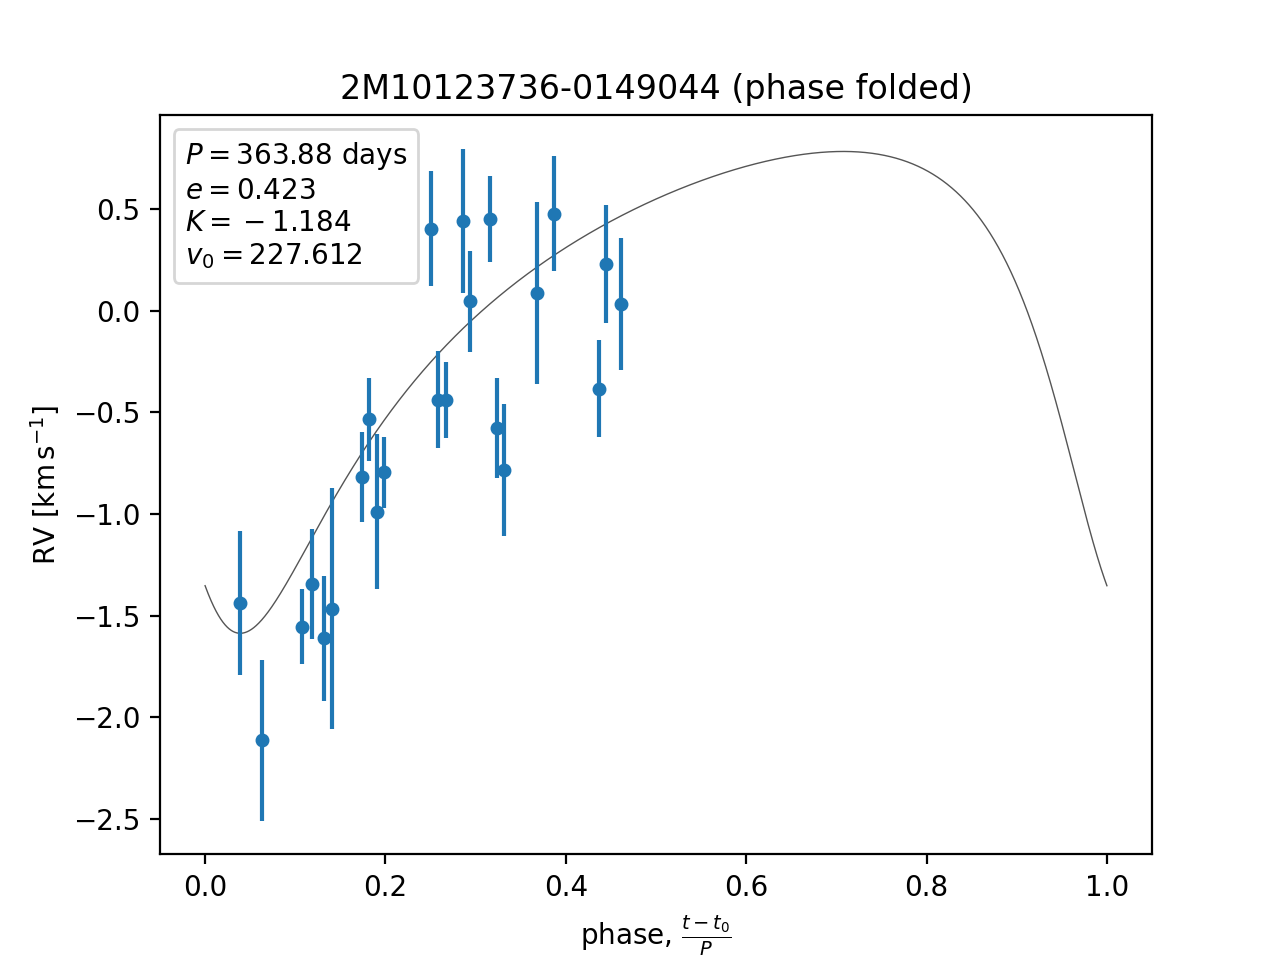 2M10123736-0149044 (phase folded)
P = 363.88 days
e = 0.423
K = −1.184
v₀ = 227.612
0.5
0.0
−0.5
−1.0
−1.5
−2.0
−2.5
RV [km s⁻¹]
0.0 0.2 0.4 0.6 0.8 1.0
phase, (t − t₀)/P